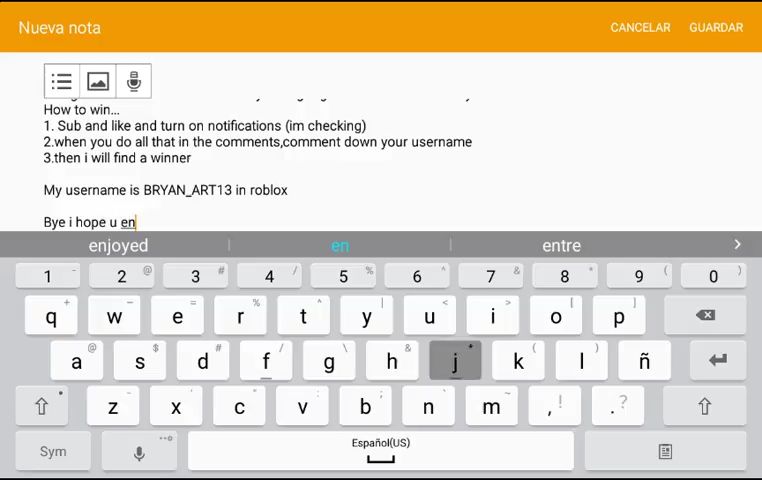 Nueva nota CANCELAR GUARDAR
How to win...
1. Sub and like and turn on notifications (im checking)
2.when you do all that in the comments,comment down your username
3.then i will find a winner
My username is BRYAN_ART13 in roblox
Bye i hope u en
enjoyed en entre >
1 - 2 @ 3 # 4 / 5 % 6 ^ 7 & 8 * 9 ( 0 )
q + w − e = r % t ^ y | u < i > o [ p ]
a @ s $ d # f / g \ h & j k ( l ) ñ
z ~ x " c * v : b ; n _ m ~ , ! . ?
Sym Español(US)